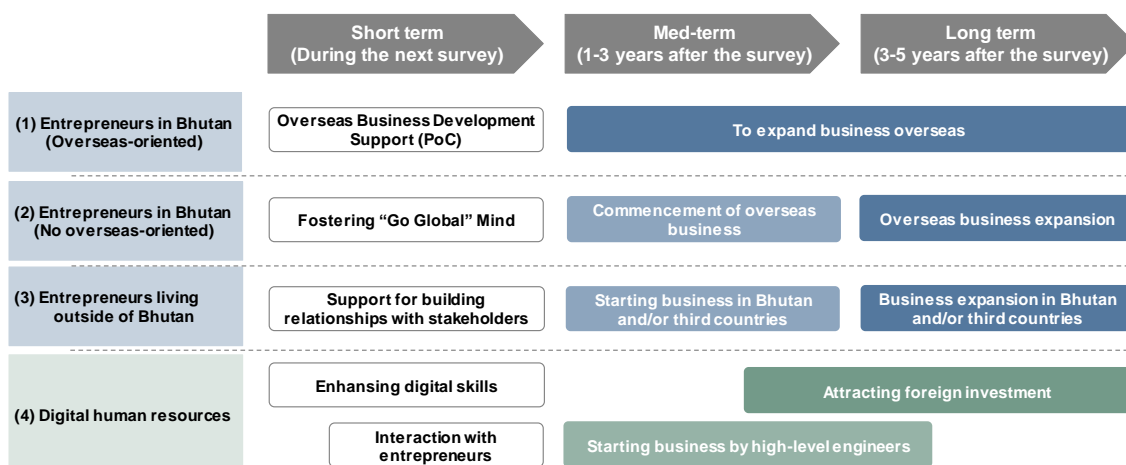 Short term
(During the next survey)
Med-term
(1-3 years after the survey)
Long term
(3-5 years after the survey)
(1) Entrepreneurs in Bhutan
(Overseas-oriented)
Overseas Business Development
Support (PoC)
To expand business overseas
(2) Entrepreneurs in Bhutan
(No overseas-oriented)
Fostering “Go Global” Mind
Commencement of overseas
business
Overseas business expansion
(3) Entrepreneurs living
outside of Bhutan
Support for building
relationships with stakeholders
Starting business in Bhutan
and/or third countries
Business expansion in Bhutan
and/or third countries
(4) Digital human resources
Enhansing digital skills
Attracting foreign investment
Interaction with
entrepreneurs
Starting business by high-level engineers